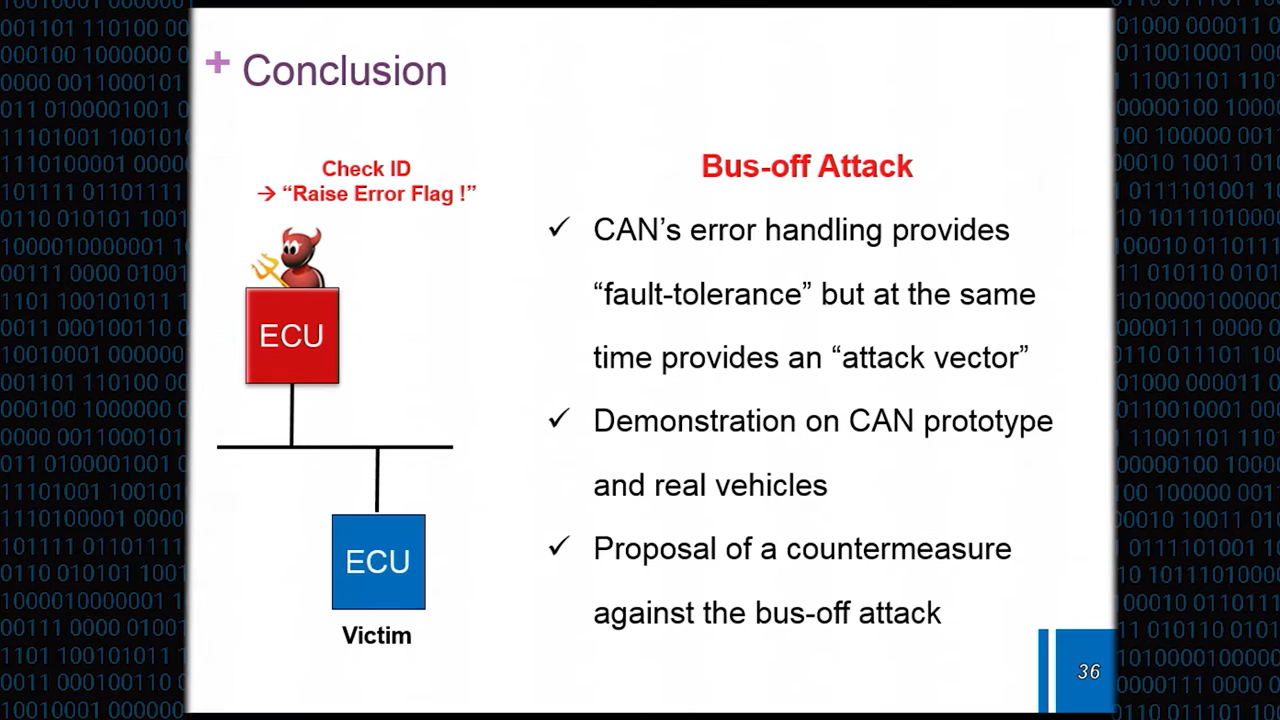 + Conclusion
Check ID
→ “Raise Error Flag !”
ECU
ECU
Victim
Bus-off Attack
✓ CAN’s error handling provides
“fault-tolerance” but at the same
time provides an “attack vector”
✓ Demonstration on CAN prototype
and real vehicles
✓ Proposal of a countermeasure
against the bus-off attack
36